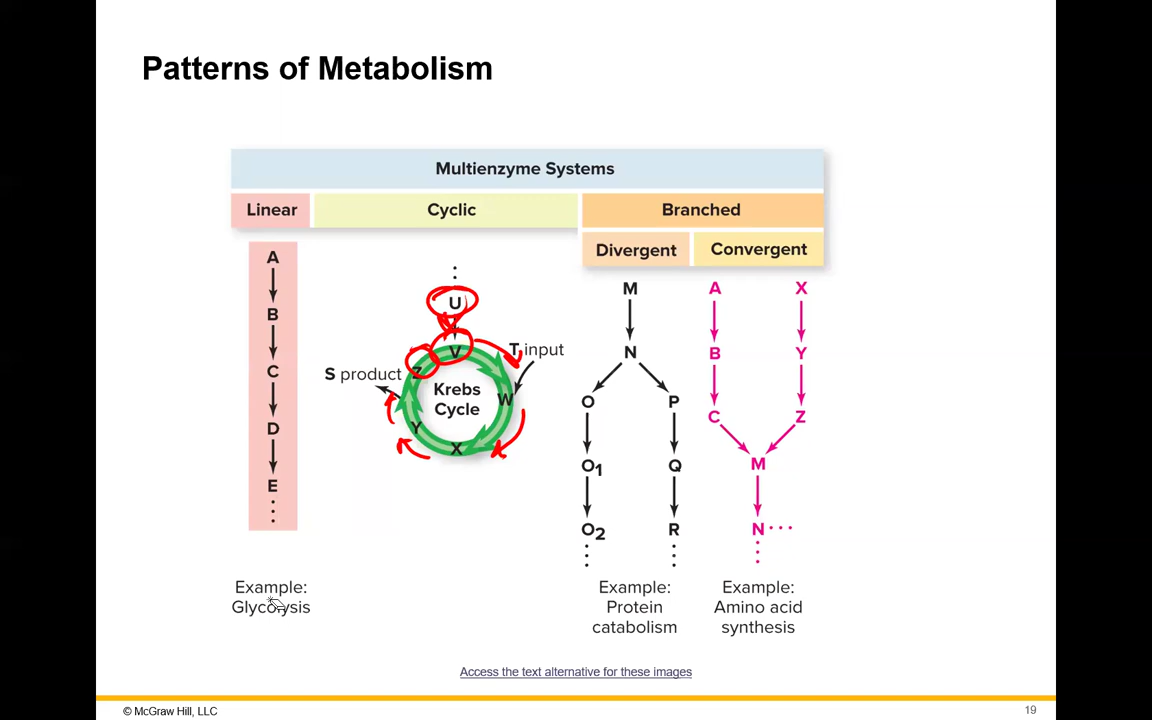 Patterns of Metabolism
Multienzyme Systems
Linear
Cyclic
Branched
Divergent
Convergent
A
B
C
D
E
U
V
T input
W
X
Y
Z
S product
Krebs
Cycle
M
N
O
P
O1
Q
O2
R
A
X
B
Y
C
Z
M
N
Example:
Glycolysis
Example:
Protein
catabolism
Example:
Amino acid
synthesis
Access the text alternative for these images
© McGraw Hill, LLC
19